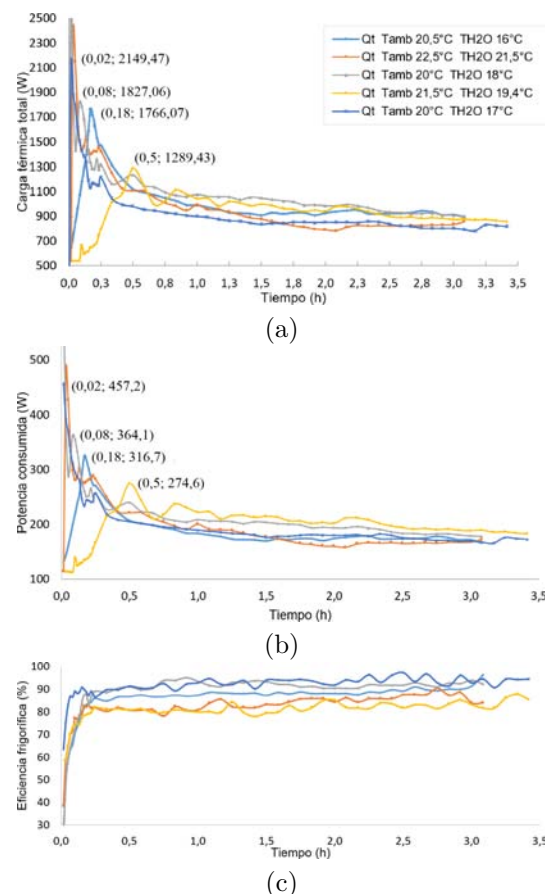 2500
2300
2100
1900
1700
1500
1300
1100
900
700
500
Carga térmica total (W)
(0,02; 2149,47)
(0,08; 1827,06)
(0,18; 1766,07)
(0,5; 1289,43)
Qt Tamb 20,5°C TH2O 16°C
Qt Tamb 22,5°C TH2O 21,5°C
Qt Tamb 20°C TH2O 18°C
Qt Tamb 21,5°C TH2O 19,4°C
Qt Tamb 20°C TH2O 17°C
0,0 0,3 0,5 0,8 1,0 1,3 1,5 1,8 2,0 2,3 2,5 2,8 3,0 3,3 3,5
Tiempo (h)
(a)
500
400
300
200
100
Potencia consumida (W)
(0,02; 457,2)
(0,08; 364,1)
(0,18; 316,7)
(0,5; 274,6)
0,0 0,5 1,0 1,5 2,0 2,5 3,0 3,5
Tiempo (h)
(b)
100
90
80
70
60
50
40
30
Eficiencia frigorífica (%)
0,0 0,5 1,0 1,5 2,0 2,5 3,0 3,5
Tiempo (h)
(c)